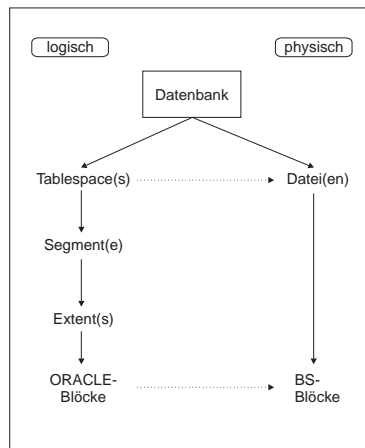 logisch
physisch
Datenbank
Tablespace(s)
Datei(en)
Segment(e)
Extent(s)
ORACLE-
Blöcke
BS-
Blöcke